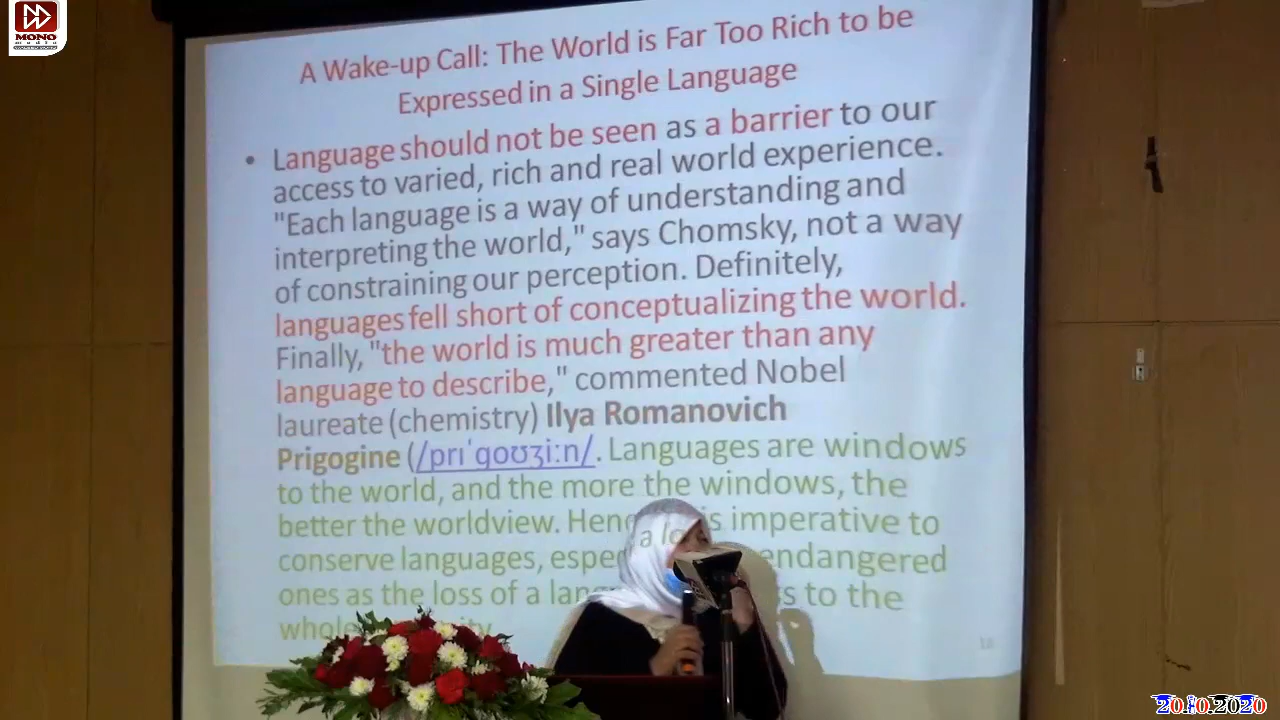 MONO
media
A Wake-up Call: The World is Far Too Rich to be
Expressed in a Single Language
• Language should not be seen as a barrier to our
access to varied, rich and real world experience.
"Each language is a way of understanding and
interpreting the world," says Chomsky, not a way
of constraining our perception. Definitely,
languages fell short of conceptualizing the world.
Finally, "the world is much greater than any
language to describe," commented Nobel
laureate (chemistry) Ilya Romanovich
Prigogine (/prɪˈɡoʊʒiːn/. Languages are windows
to the world, and the more the windows, the
better the worldview. is imperative to
conserve languages, endangered
ones as the loss of a a lo to the
18
20.10.2020